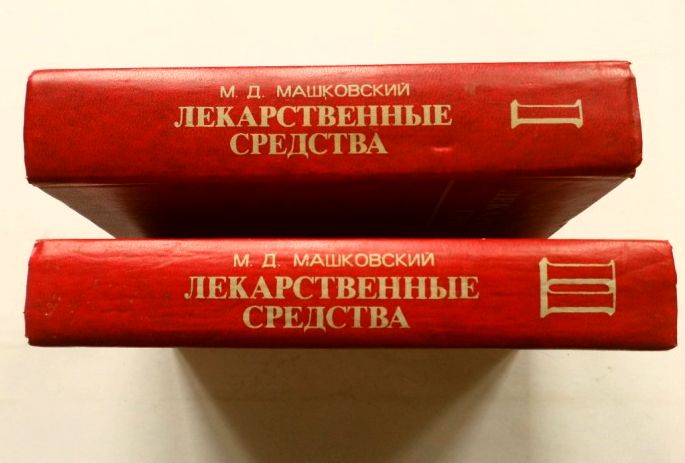 М. Д. МАШКОВСКИЙ
ЛЕКАРСТВЕННЫЕ
СРЕДСТВА
I
М. Д. МАШКОВСКИЙ
ЛЕКАРСТВЕННЫЕ
СРЕДСТВА
II